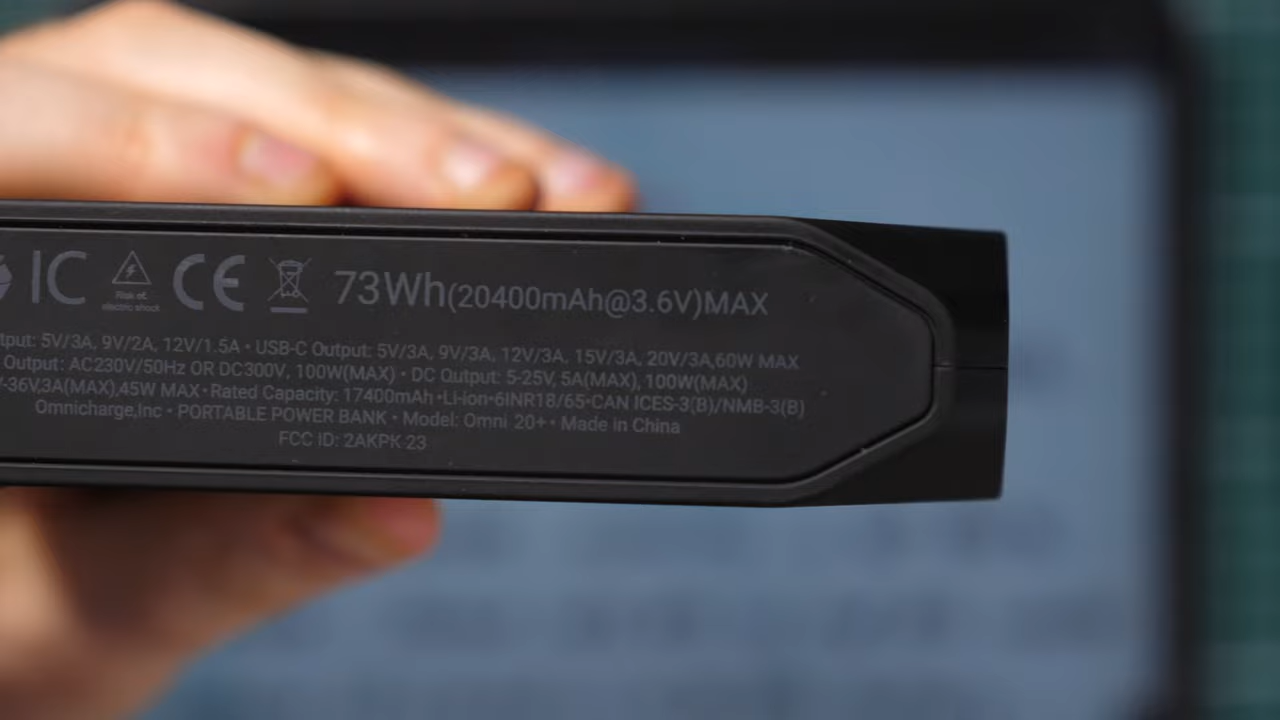 IC Risk of electric shock CE 73Wh(20400mAh@3.6V)MAX
tput: 5V/3A, 9V/2A, 12V/1.5A • USB-C Output: 5V/3A, 9V/3A, 12V/3A, 15V/3A, 20V/3A,60W MAX
Output: AC230V/50Hz OR DC300V, 100W(MAX) • DC Output: 5-25V, 5A(MAX), 100W(MAX)
-36V,3A(MAX),45W MAX•Rated Capacity: 17400mAh •Li-ion•6INR18/65•CAN ICES-3(B)/NMB-3(B)
Omnicharge,Inc • PORTABLE POWER BANK • Model: Omni 20+ • Made in China
FCC ID: 2AKPK 23